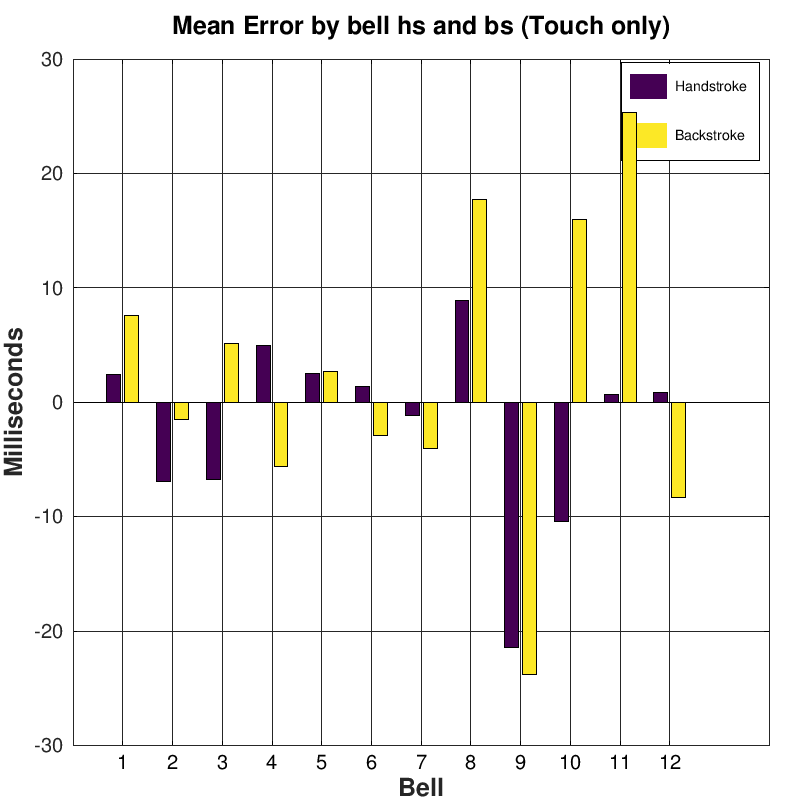 Mean Error by bell hs and bs (Touch only)
Handstroke
Backstroke
30
20
10
0
-10
-20
-30
Milliseconds
1 2 3 4 5 6 7 8 9 10 11 12
Bell